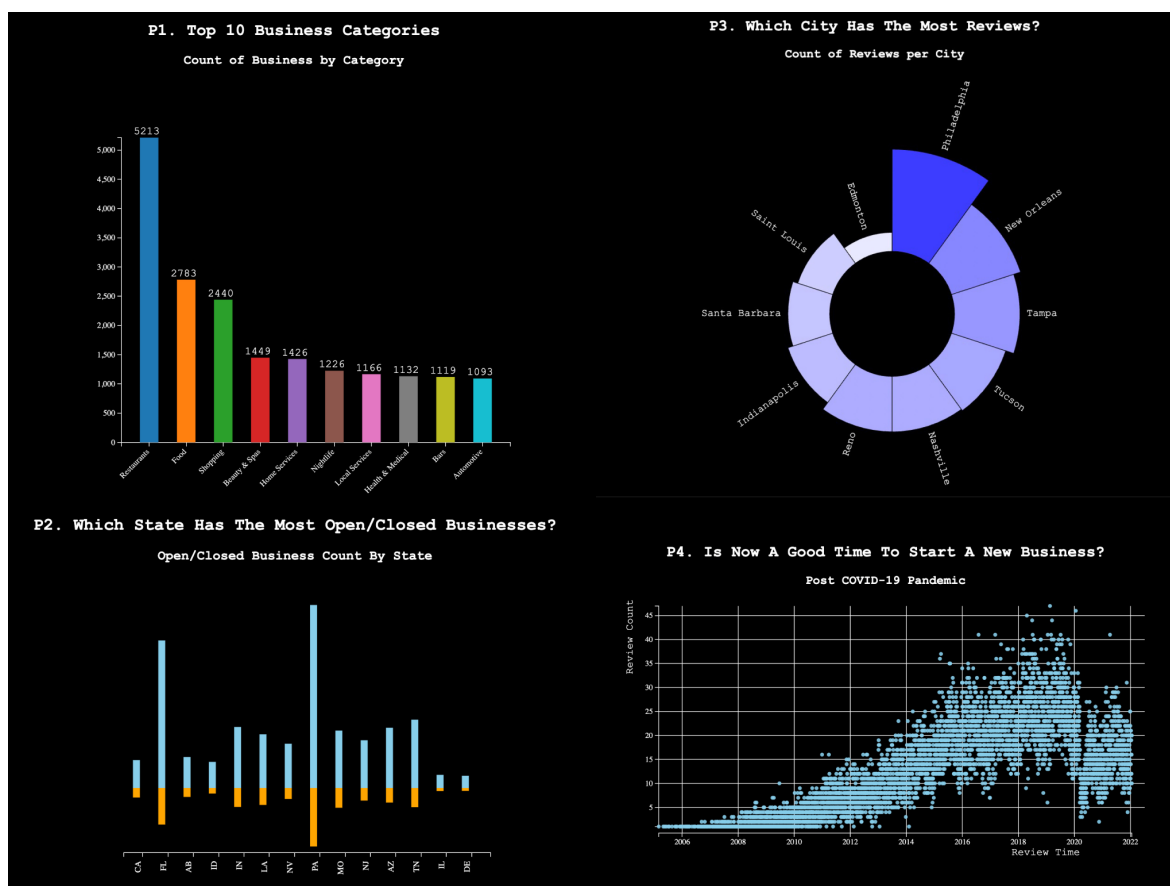 P1. Top 10 Business Categories
Count of Business by Category
5213
2783
2440
1449
1426
1226
1166
1132
1119
1093
5,000
4,500
4,000
3,500
3,000
2,500
2,000
1,500
1,000
500
0
Restaurants
Food
Shopping
Beauty & Spas
Home Services
Nightlife
Local Services
Health & Medical
Bars
Automotive
P3. Which City Has The Most Reviews?
Count of Reviews per City
Philadelphia
New Orleans
Tampa
Tucson
Nashville
Reno
Indianapolis
Santa Barbara
Saint Louis
Edmonton
P2. Which State Has The Most Open/Closed Businesses?
Open/Closed Business Count By State
CA
FL
AB
ID
IN
LA
NV
PA
MO
NJ
AZ
TN
IL
DE
P4. Is Now A Good Time To Start A New Business?
Post COVID-19 Pandemic
Review Count
45
40
35
30
25
20
15
10
5
2006
2008
2010
2012
2014
2016
2018
2020
2022
Review Time